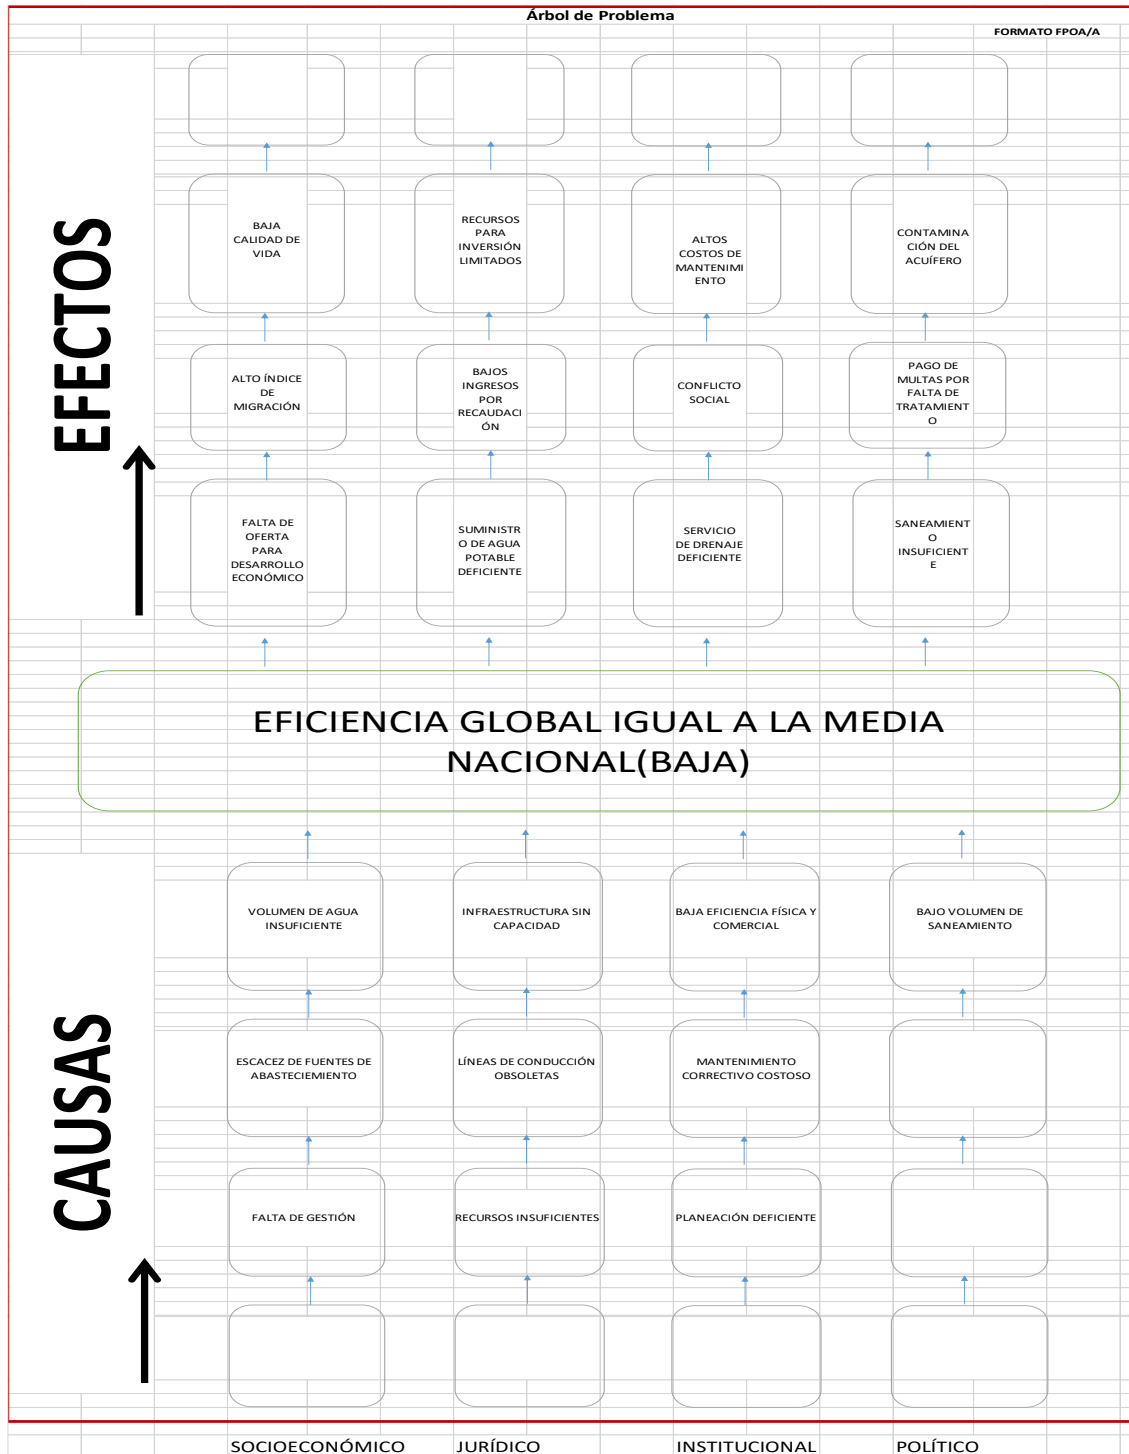 Árbol de Problema
FORMATO FPOA/A
EFECTOS
BAJA
CALIDAD DE
VIDA
RECURSOS
PARA
INVERSIÓN
LIMITADOS
ALTOS
COSTOS DE
MANTENIMI
ENTO
CONTAMINA
CIÓN DEL
ACUÍFERO
ALTO ÍNDICE
DE
MIGRACIÓN
BAJOS
INGRESOS
POR
RECAUDACI
ÓN
CONFLICTO
SOCIAL
PAGO DE
MULTAS POR
FALTA DE
TRATAMIENT
O
FALTA DE
OFERTA
PARA
DESARROLLO
ECONÓMICO
SUMINISTR
O DE AGUA
POTABLE
DEFICIENTE
SERVICIO
DE DRENAJE
DEFICIENTE
SANEAMIENT
O
INSUFICIENT
E
EFICIENCIA GLOBAL IGUAL A LA MEDIA
NACIONAL(BAJA)
CAUSAS
VOLUMEN DE AGUA
INSUFICIENTE
INFRAESTRUCTURA SIN
CAPACIDAD
BAJA EFICIENCIA FÍSICA Y
COMERCIAL
BAJO VOLUMEN DE
SANEAMIENTO
ESCACEZ DE FUENTES DE
ABASTECIEMIENTO
LÍNEAS DE CONDUCCIÓN
OBSOLETAS
MANTENIMIENTO
CORRECTIVO COSTOSO
FALTA DE GESTIÓN
RECURSOS INSUFICIENTES
PLANEACIÓN DEFICIENTE
SOCIOECONÓMICO
JURÍDICO
INSTITUCIONAL
POLÍTICO